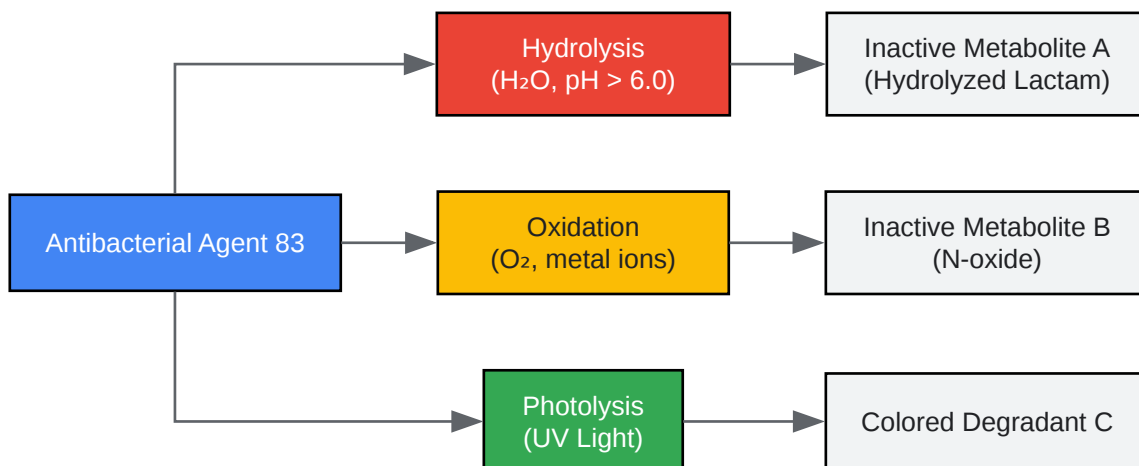 Hydrolysis
(H₂O, pH > 6.0)
Inactive Metabolite A
(Hydrolyzed Lactam)
Antibacterial Agent 83
Oxidation
(O₂, metal ions)
Inactive Metabolite B
(N-oxide)
Photolysis
(UV Light)
Colored Degradant C